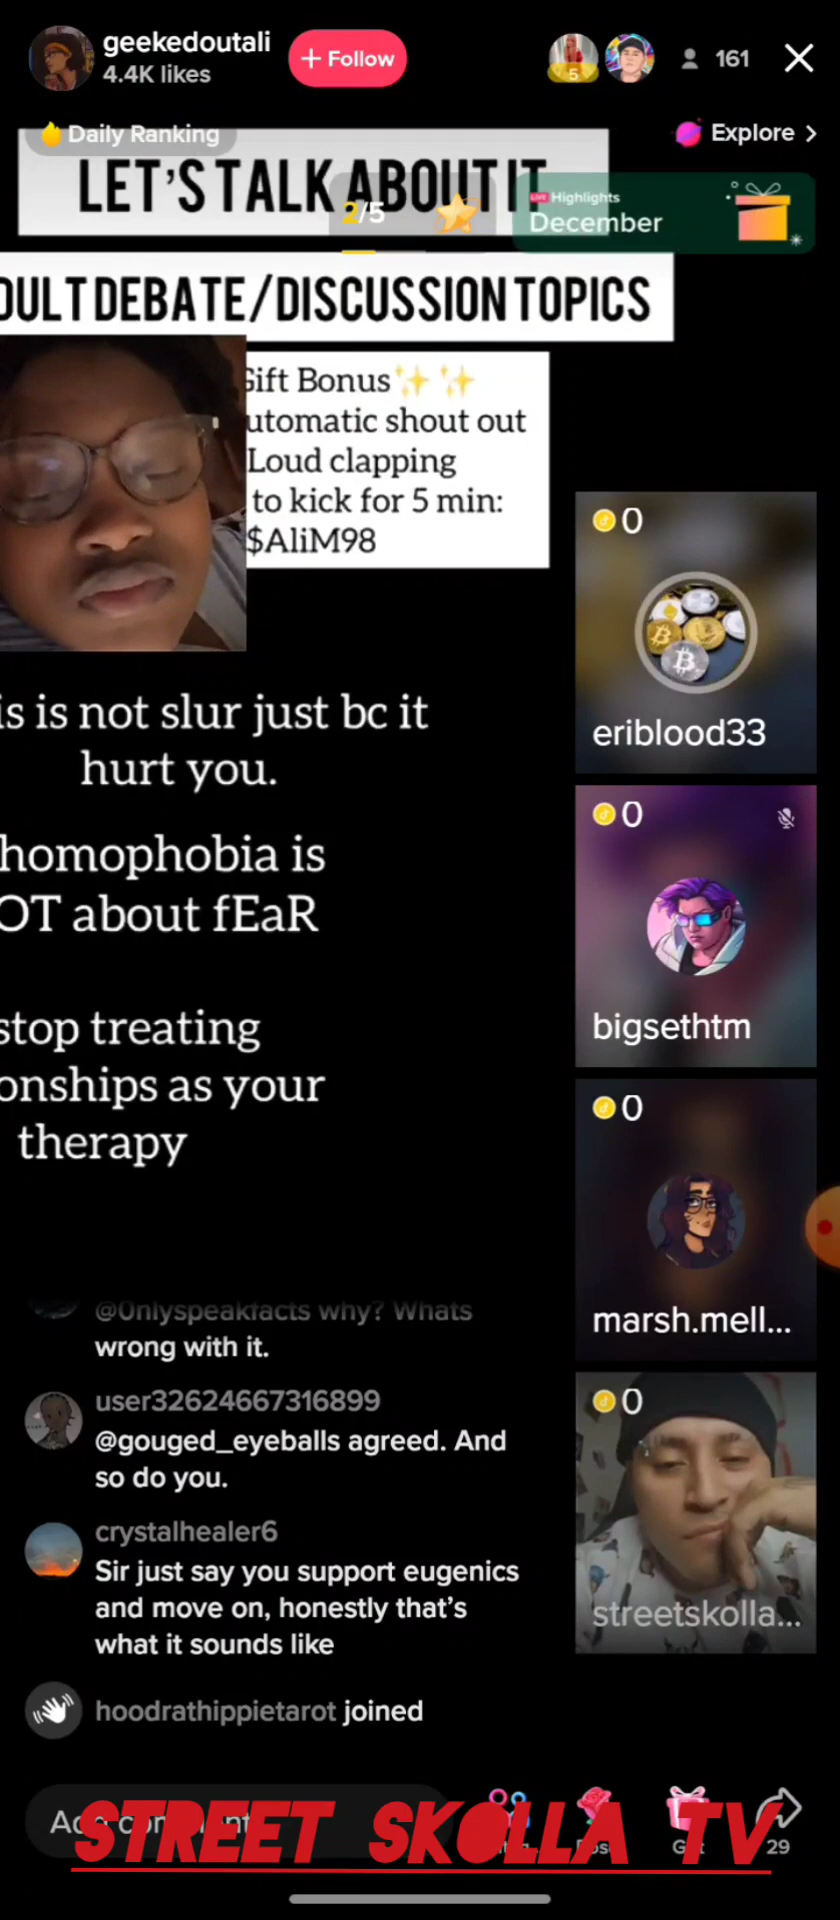 geekedoutali
4.4K likes
+ Follow
5
161
Daily Ranking
Explore >
LET'S TALK ABOUT IT
2/5
LIVE Highlights
December
DULT DEBATE/DISCUSSION TOPICS
Gift Bonus✨ ✨
utomatic shout out
Loud clapping
to kick for 5 min:
$AliM98
0
eriblood33
is is not slur just bc it
hurt you.
0
homophobia is
OT about fEaR
bigsethtm
stop treating
onships as your
therapy
0
marsh.mell...
@0nlyspeakfacts why? Whats
wrong with it.
user32624667316899
@gouged_eyeballs agreed. And
so do you.
0
crystalhealer6
Sir just say you support eugenics
and move on, honestly that's
what it sounds like
streetskolla...
hoodrathippietarot joined
STREET SKOLLA TV
29